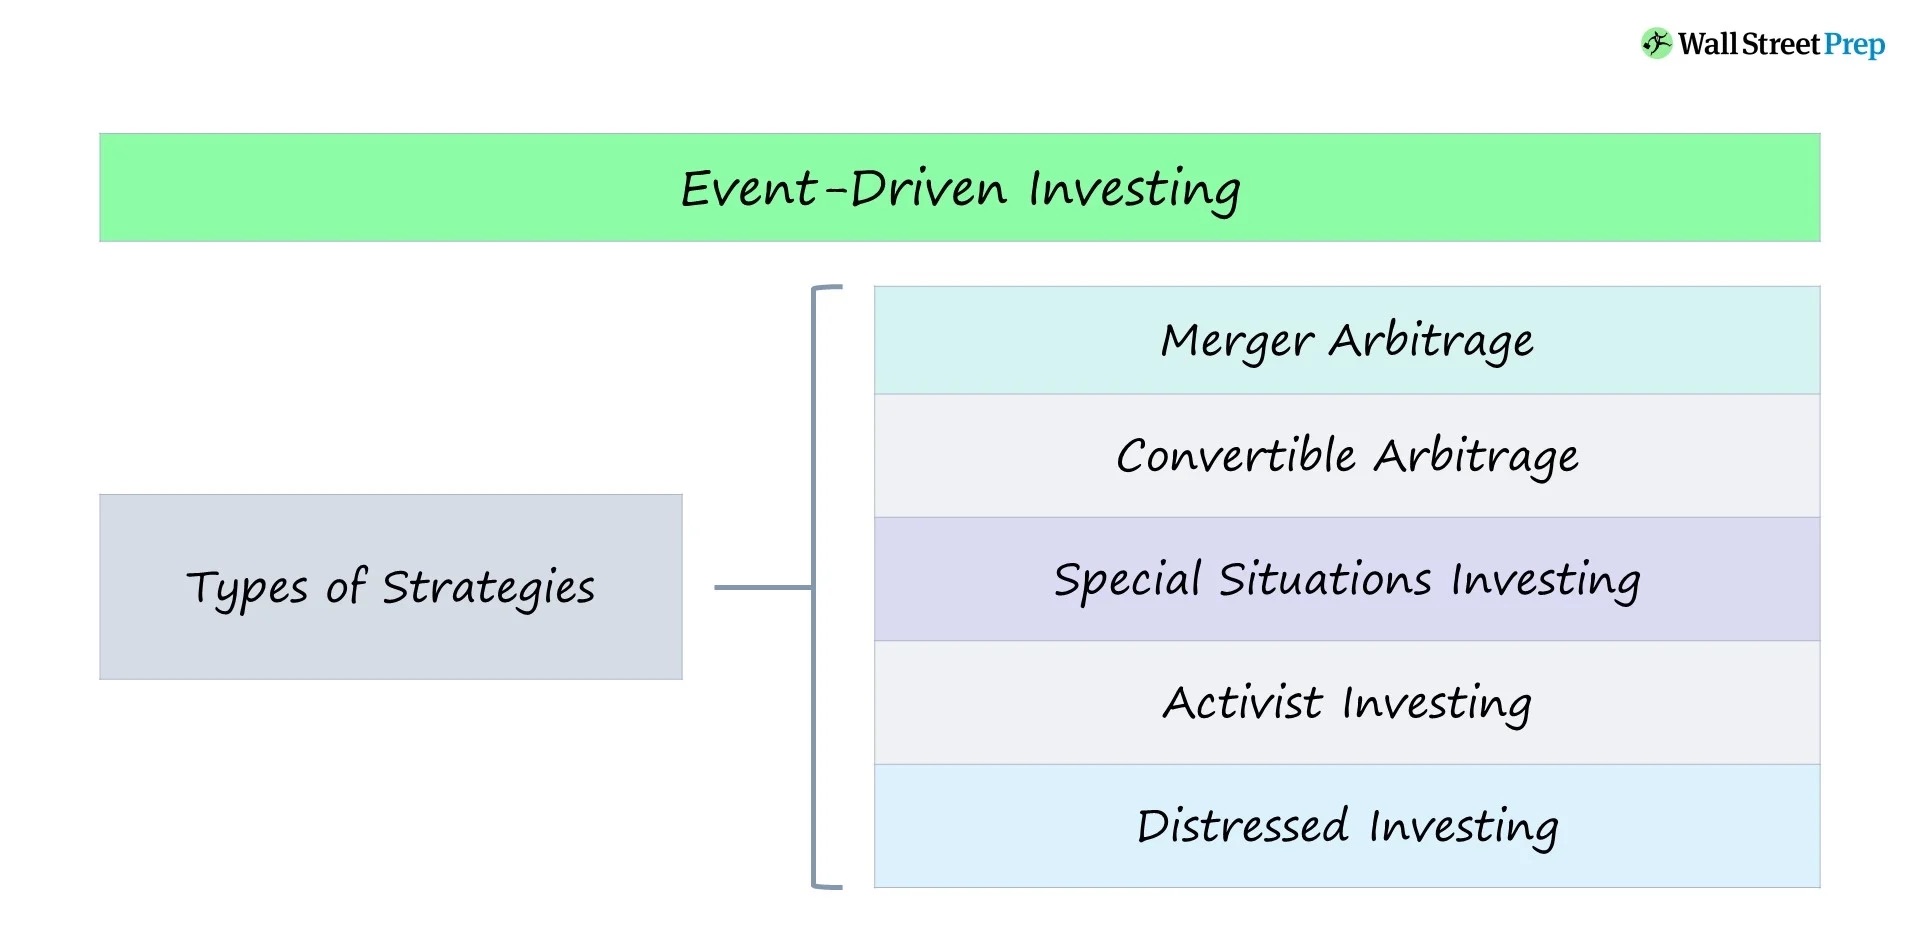 Wall Street Prep
Event-Driven Investing
Types of Strategies
Merger Arbitrage
Convertible Arbitrage
Special Situations Investing
Activist Investing
Distressed Investing